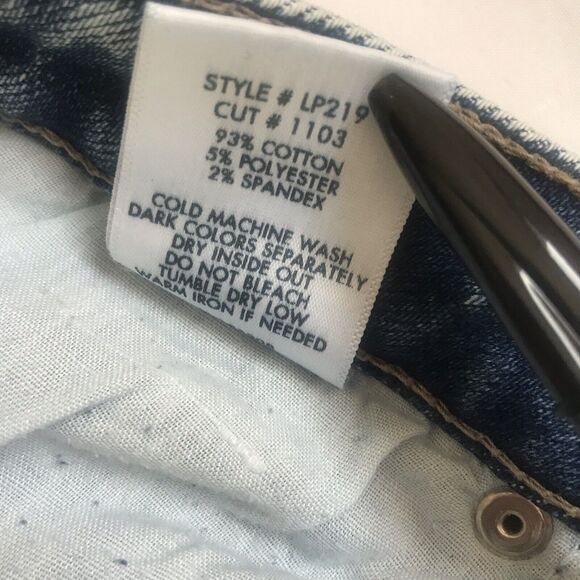 STYLE # LP219
CUT # 1103
93% COTTON
5% POLYESTER
2% SPANDEX
COLD MACHINE WASH
DARK COLORS SEPARATELY
DRY INSIDE OUT
DO NOT BLEACH
TUMBLE DRY LOW
WARM IRON IF NEEDED